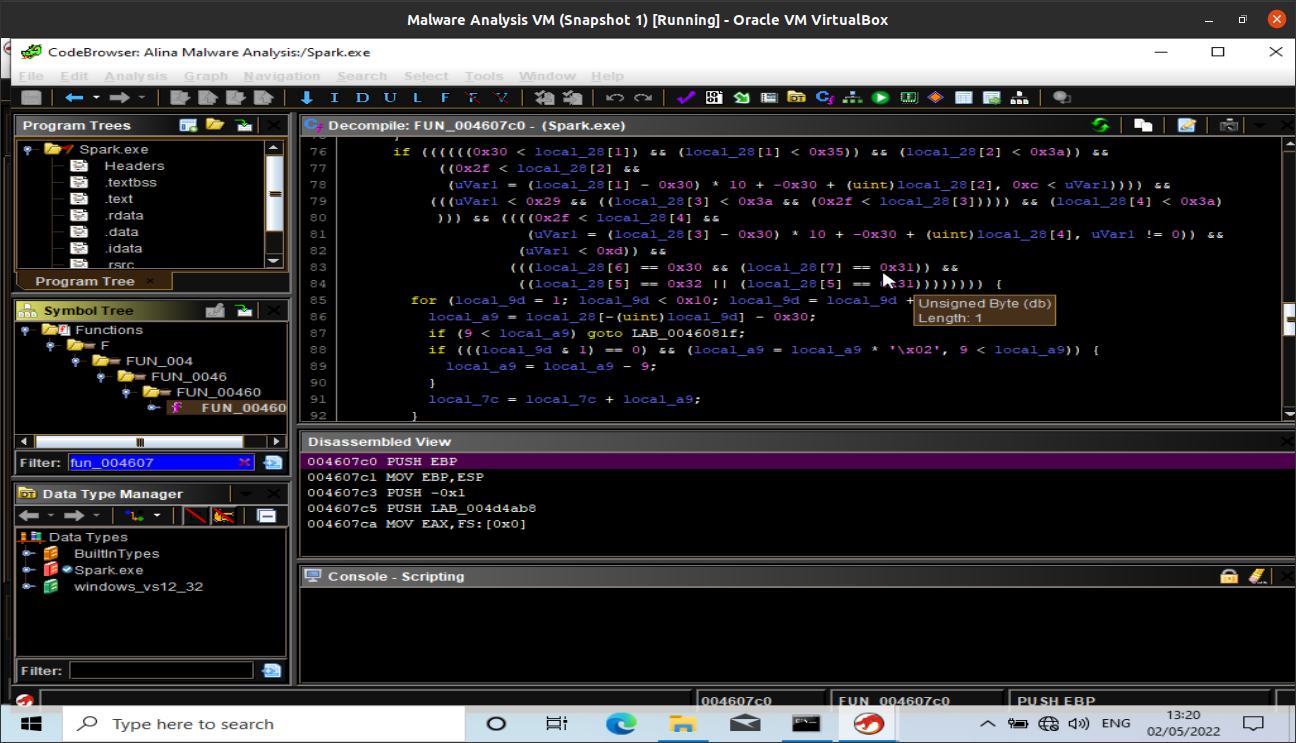 Malware Analysis VM (Snapshot 1) [Running] - Oracle VM VirtualBox
CodeBrowser: Alina Malware Analysis:/Spark.exe
File Edit Analysis Graph Navigation Search Select Tools Window Help
I D U L F
Program Trees
Spark.exe
Headers
.textbss
.text
.rdata
.data
.idata
.rsrc
Program Tree ×
Symbol Tree
Functions
F
FUN_004
FUN_0046
FUN_00460
FUN_00460
Filter: fun_004607
Data Type Manager
Data Types
BuiltInTypes
Spark.exe
windows_vs12_32
Filter:
Decompile: FUN_004607c0 - (Spark.exe)
76 if ((((((0x30 < local_28[1]) && (local_28[1] < 0x35)) && (local_28[2] < 0x3a)) &&
77 ((0x2f < local_28[2] &&
78 (uVar1 = (local_28[1] - 0x30) * 10 + -0x30 + (uint)local_28[2], 0xc < uVar1)))) &&
79 (((uVar1 < 0x29 && ((local_28[3] < 0x3a && (0x2f < local_28[3])))) && (local_28[4] < 0x3a)
80 ))) && ((((0x2f < local_28[4] &&
81 (uVar1 = (local_28[3] - 0x30) * 10 + -0x30 + (uint)local_28[4], uVar1 != 0)) &&
82 (uVar1 < 0xd)) &&
83 (((local_28[6] == 0x30 && (local_28[7] == 0x31)) &&
84 ((local_28[5] == 0x32 || (local_28[5] == 0x31)))))))) {
85 for (local_9d = 1; local_9d < 0x10; local_9d = local_9d +
86 local_a9 = local_28[-(uint)local_9d] - 0x30;
87 if (9 < local_a9) goto LAB_0046081f;
88 if (((local_9d & 1) == 0) && (local_a9 = local_a9 * '\x02', 9 < local_a9)) {
89 local_a9 = local_a9 - 9;
90 }
91 local_7c = local_7c + local_a9;
92 }
Unsigned Byte (db)
Length: 1
Disassembled View
004607c0 PUSH EBP
004607c1 MOV EBP,ESP
004607c3 PUSH -0x1
004607c5 PUSH LAB_004d4ab8
004607ca MOV EAX,FS:[0x0]
Console - Scripting
004607c0 FUN_004607c0 PUSH EBP
Type here to search
ENG
13:20
02/05/2022